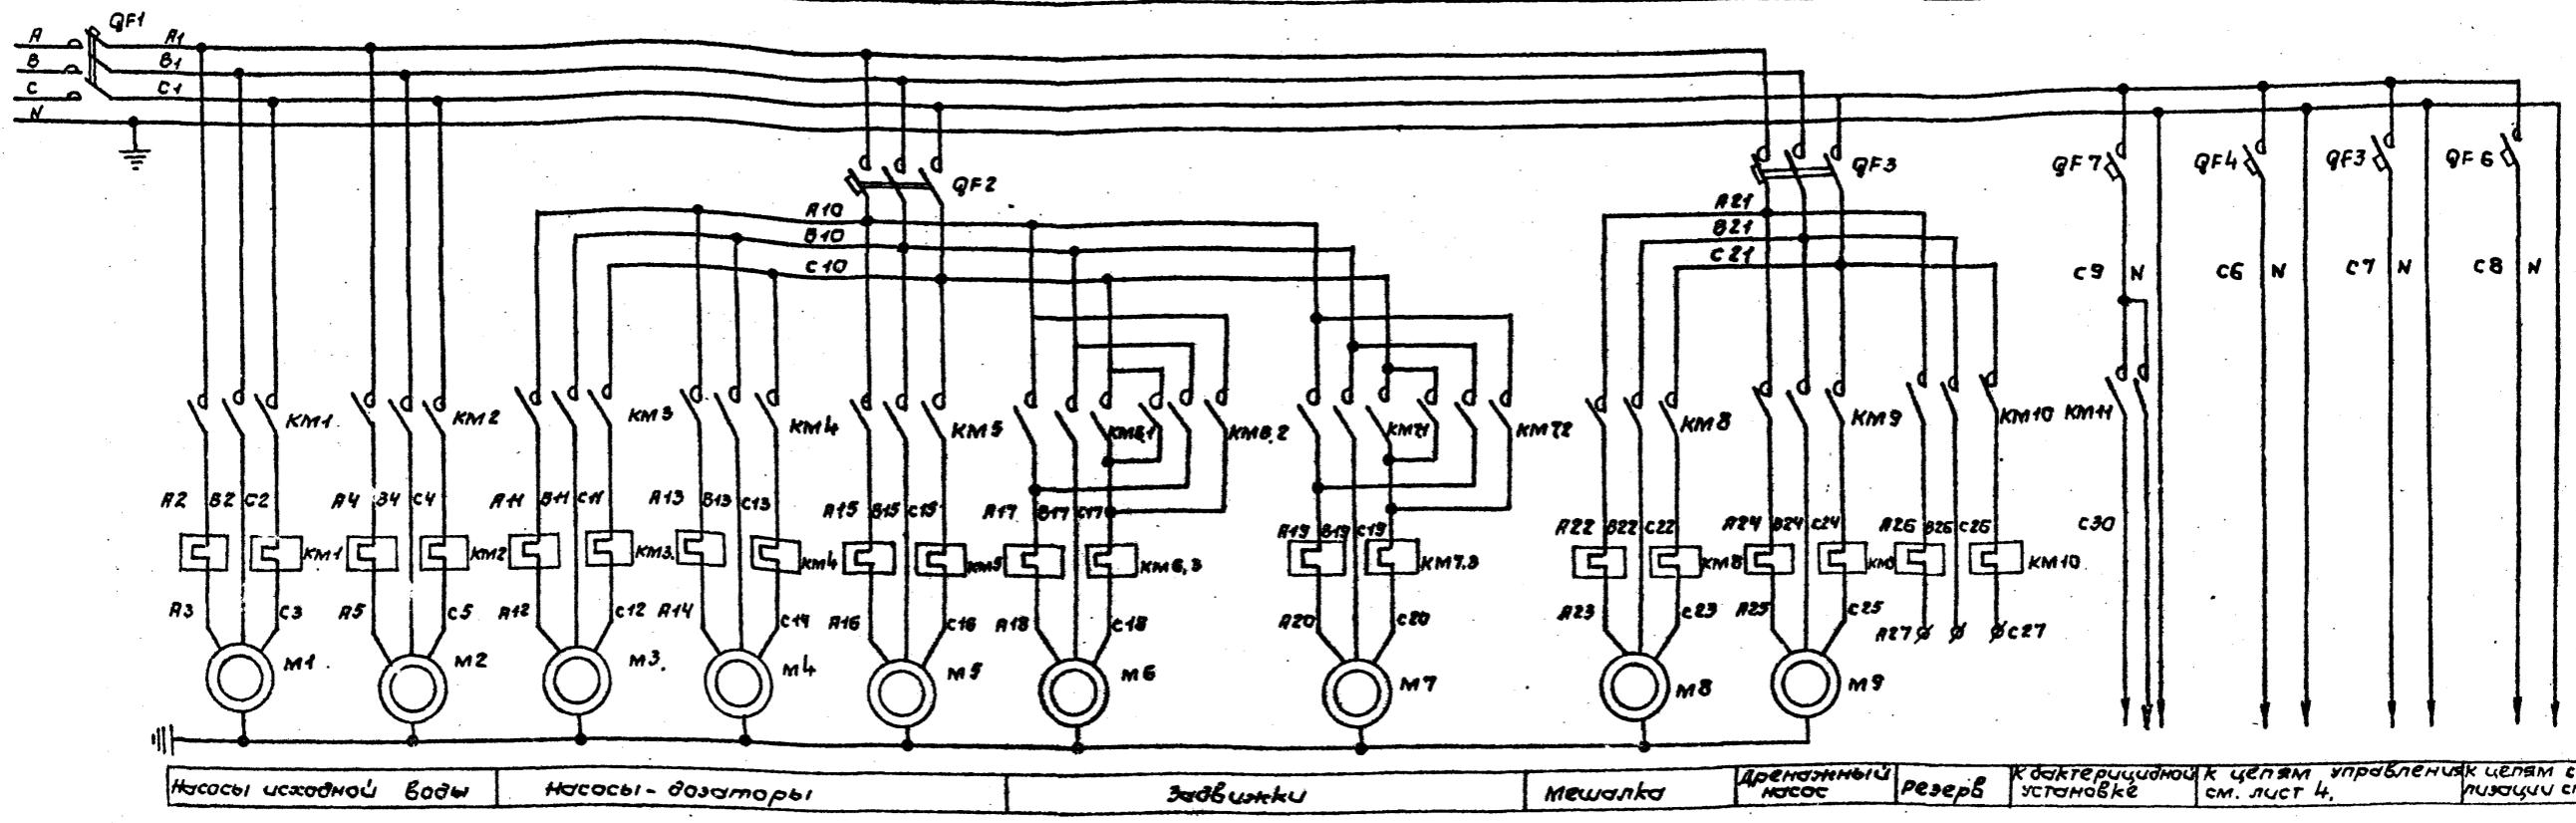 QF1
A A1
B B1
C C1
N
QF2
QF3
QF7 QF4 QF3 QF6
A10
B10
C10
A21
B21
C21
C9 N C6 N C7 N C8 N
KM1 KM2 KM3 KM4 KM5 KM6.1 KM6.2 KM7.1 KM7.2 KM8 KM9 KM10 KM11
A2 B2 C2 A4 B4 C4 A11 B11 C11 A13 B13 C13 A15 B15 C15 A17 B17 C17 A19 B19 C19 A22 B22 C22 A24 B24 C24 A26 B26 C26 C30
KM1 KM2 KM3. KM4 KM5 KM6.3 KM7.3 KM8 KM9 KM10
A3 C3 A5 C5 A12 C12 A14 C14 A16 C16 A18 C18 A20 C20 A23 C23 A25 C25 A27 C27
M1 M2 M3. M4 M5 M6 M7 M8 M9
Насосы исходной воды
Насосы-дозаторы
Задвижки
Мешалка
Дренажный
насос
Резерв
К бактерицидной
установке
К цепям управления
см. лист 4.
К цепям с
лизации с